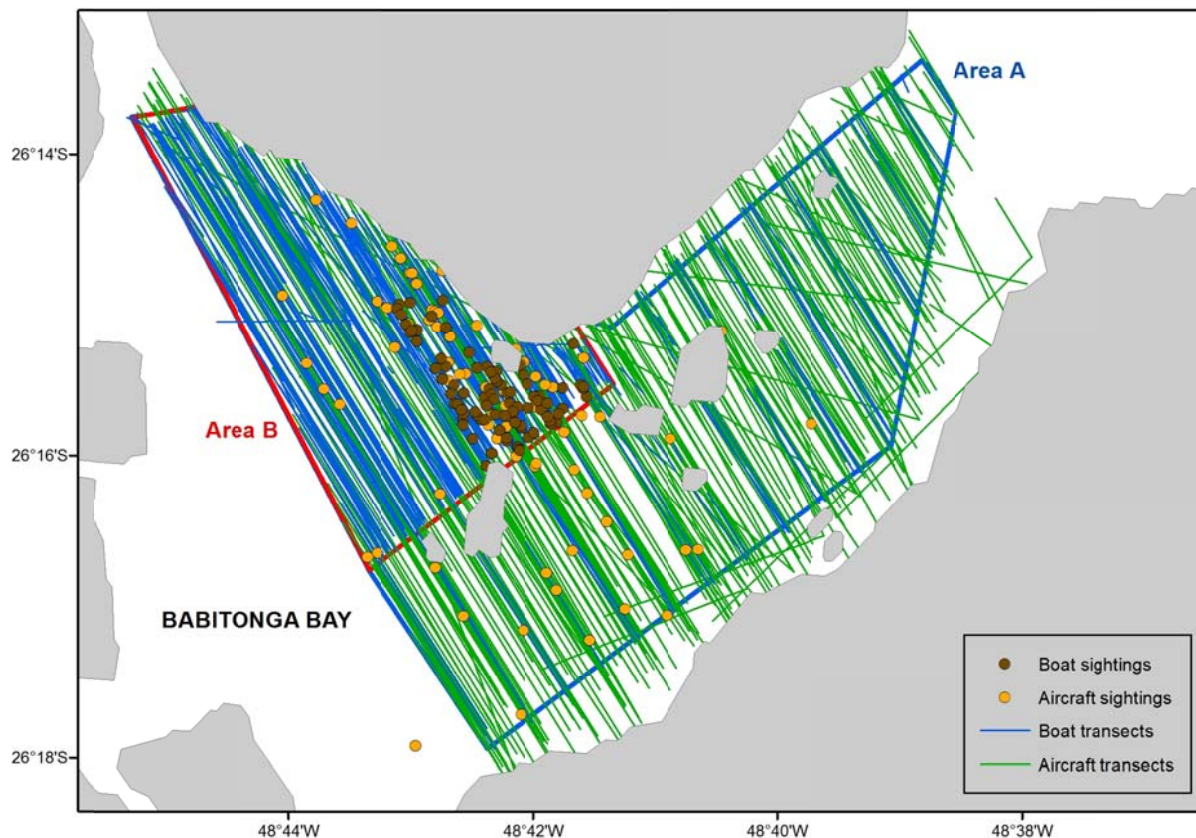 Area A
26°14'S
Area B
26°16'S
BABITONGA BAY
Boat sightings
Aircraft sightings
Boat transects
Aircraft transects
26°18'S
48°44'W
48°42'W
48°40'W
48°38'W